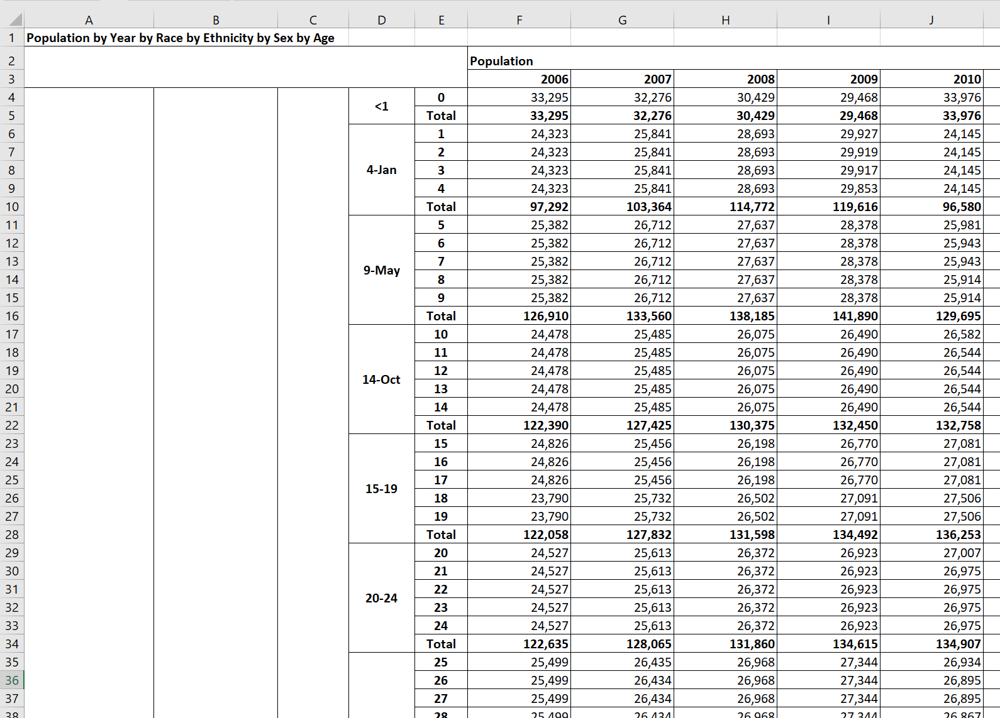 A B C D E F G H I J
1 Population by Year by Race by Ethnicity by Sex by Age
2 Population
3 2006 2007 2008 2009 2010
4 <1 0 33,295 32,276 30,429 29,468 33,976
5 Total 33,295 32,276 30,429 29,468 33,976
6 1 24,323 25,841 28,693 29,927 24,145
7 2 24,323 25,841 28,693 29,919 24,145
8 4-Jan 3 24,323 25,841 28,693 29,917 24,145
9 4 24,323 25,841 28,693 29,853 24,145
10 Total 97,292 103,364 114,772 119,616 96,580
11 5 25,382 26,712 27,637 28,378 25,981
12 6 25,382 26,712 27,637 28,378 25,943
13 9-May 7 25,382 26,712 27,637 28,378 25,943
14 8 25,382 26,712 27,637 28,378 25,914
15 9 25,382 26,712 27,637 28,378 25,914
16 Total 126,910 133,560 138,185 141,890 129,695
17 10 24,478 25,485 26,075 26,490 26,582
18 11 24,478 25,485 26,075 26,490 26,544
19 14-Oct 12 24,478 25,485 26,075 26,490 26,544
20 13 24,478 25,485 26,075 26,490 26,544
21 14 24,478 25,485 26,075 26,490 26,544
22 Total 122,390 127,425 130,375 132,450 132,758
23 15 24,826 25,456 26,198 26,770 27,081
24 16 24,826 25,456 26,198 26,770 27,081
25 15-19 17 24,826 25,456 26,198 26,770 27,081
26 18 23,790 25,732 26,502 27,091 27,506
27 19 23,790 25,732 26,502 27,091 27,506
28 Total 122,058 127,832 131,598 134,492 136,253
29 20 24,527 25,613 26,372 26,923 27,007
30 21 24,527 25,613 26,372 26,923 26,975
31 20-24 22 24,527 25,613 26,372 26,923 26,975
32 23 24,527 25,613 26,372 26,923 26,975
33 24 24,527 25,613 26,372 26,923 26,975
34 Total 122,635 128,065 131,860 134,615 134,907
35 25 25,499 26,435 26,968 27,344 26,934
36 26 25,499 26,434 26,968 27,344 26,895
37 27 25,499 26,434 26,968 27,344 26,895
38 28 25,499 26,434 26,968 27,344 26,867